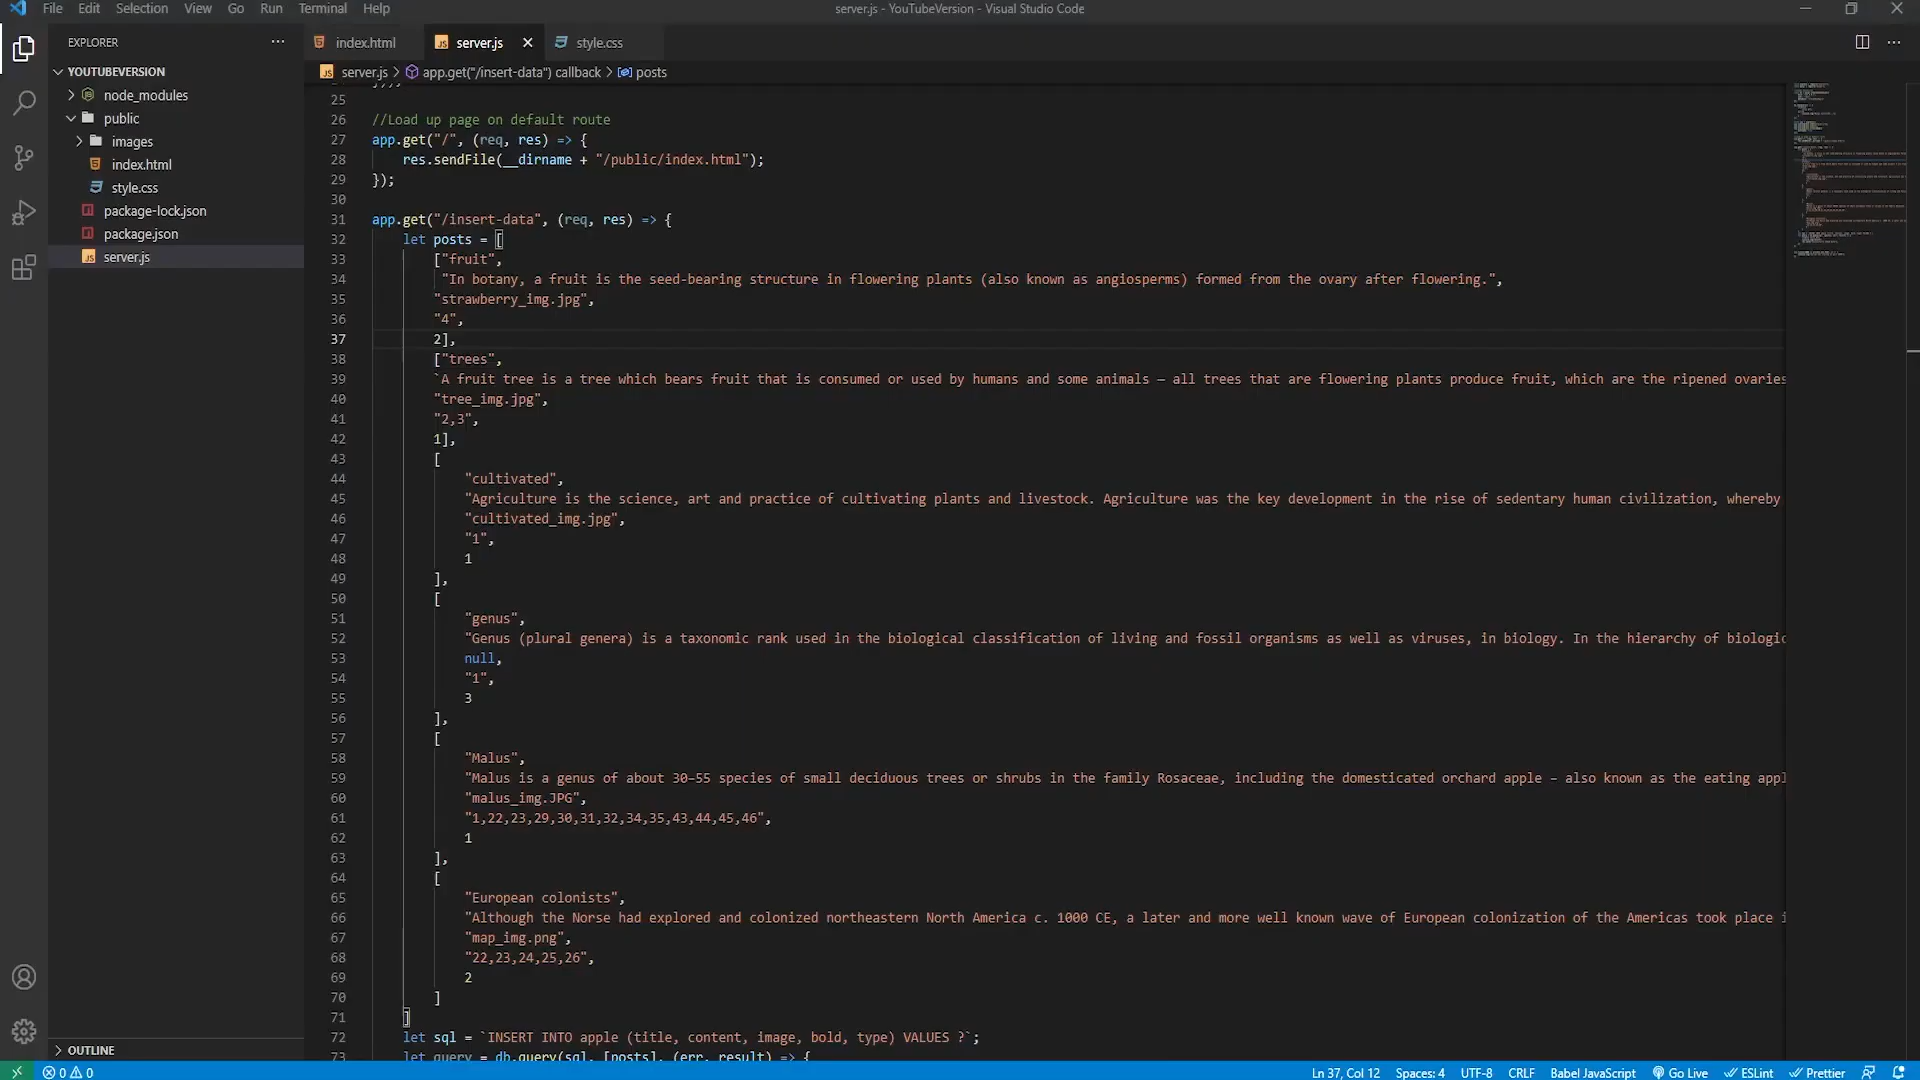 File Edit Selection View Go Run Terminal Help
server.js - YouTubeVersion - Visual Studio Code
EXPLORER
YOUTUBEVERSION
node_modules
public
images
index.html
style.css
package-lock.json
package.json
server.js
OUTLINE
index.html
server.js
style.css
server.js > app.get("/insert-data") callback > posts
25
26 //Load up page on default route
27 app.get("/", (req, res) => {
28 res.sendFile(__dirname + "/public/index.html");
29 });
30
31 app.get("/insert-data", (req, res) => {
32 let posts = [
33 ["fruit",
34 "In botany, a fruit is the seed-bearing structure in flowering plants (also known as angiosperms) formed from the ovary after flowering.",
35 "strawberry_img.jpg",
36 "4",
37 2],
38 ["trees",
39 `A fruit tree is a tree which bears fruit that is consumed or used by humans and some animals — all trees that are flowering plants produce fruit, which are the ripened ovaries
40 "tree_img.jpg",
41 "2,3",
42 1],
43 [
44 "cultivated",
45 "Agriculture is the science, art and practice of cultivating plants and livestock. Agriculture was the key development in the rise of sedentary human civilization, whereby
46 "cultivated_img.jpg",
47 "1",
48 1
49 ],
50 [
51 "genus",
52 "Genus (plural genera) is a taxonomic rank used in the biological classification of living and fossil organisms as well as viruses, in biology. In the hierarchy of biologic
53 null,
54 "1",
55 3
56 ],
57 [
58 "Malus",
59 "Malus is a genus of about 30–55 species of small deciduous trees or shrubs in the family Rosaceae, including the domesticated orchard apple – also known as the eating appl
60 "malus_img.JPG",
61 "1,22,23,29,30,31,32,34,35,43,44,45,46",
62 1
63 ],
64 [
65 "European colonists",
66 "Although the Norse had explored and colonized northeastern North America c. 1000 CE, a later and more well known wave of European colonization of the Americas took place i
67 "map_img.png",
68 "22,23,24,25,26",
69 2
70 ]
71 ]
72 let sql = `INSERT INTO apple (title, content, image, bold, type) VALUES ?`;
73 let query = db.query(sql, [posts], (err, result) => {
0 0
Ln 37, Col 12 Spaces: 4 UTF-8 CRLF Babel JavaScript Go Live ESLint Prettier